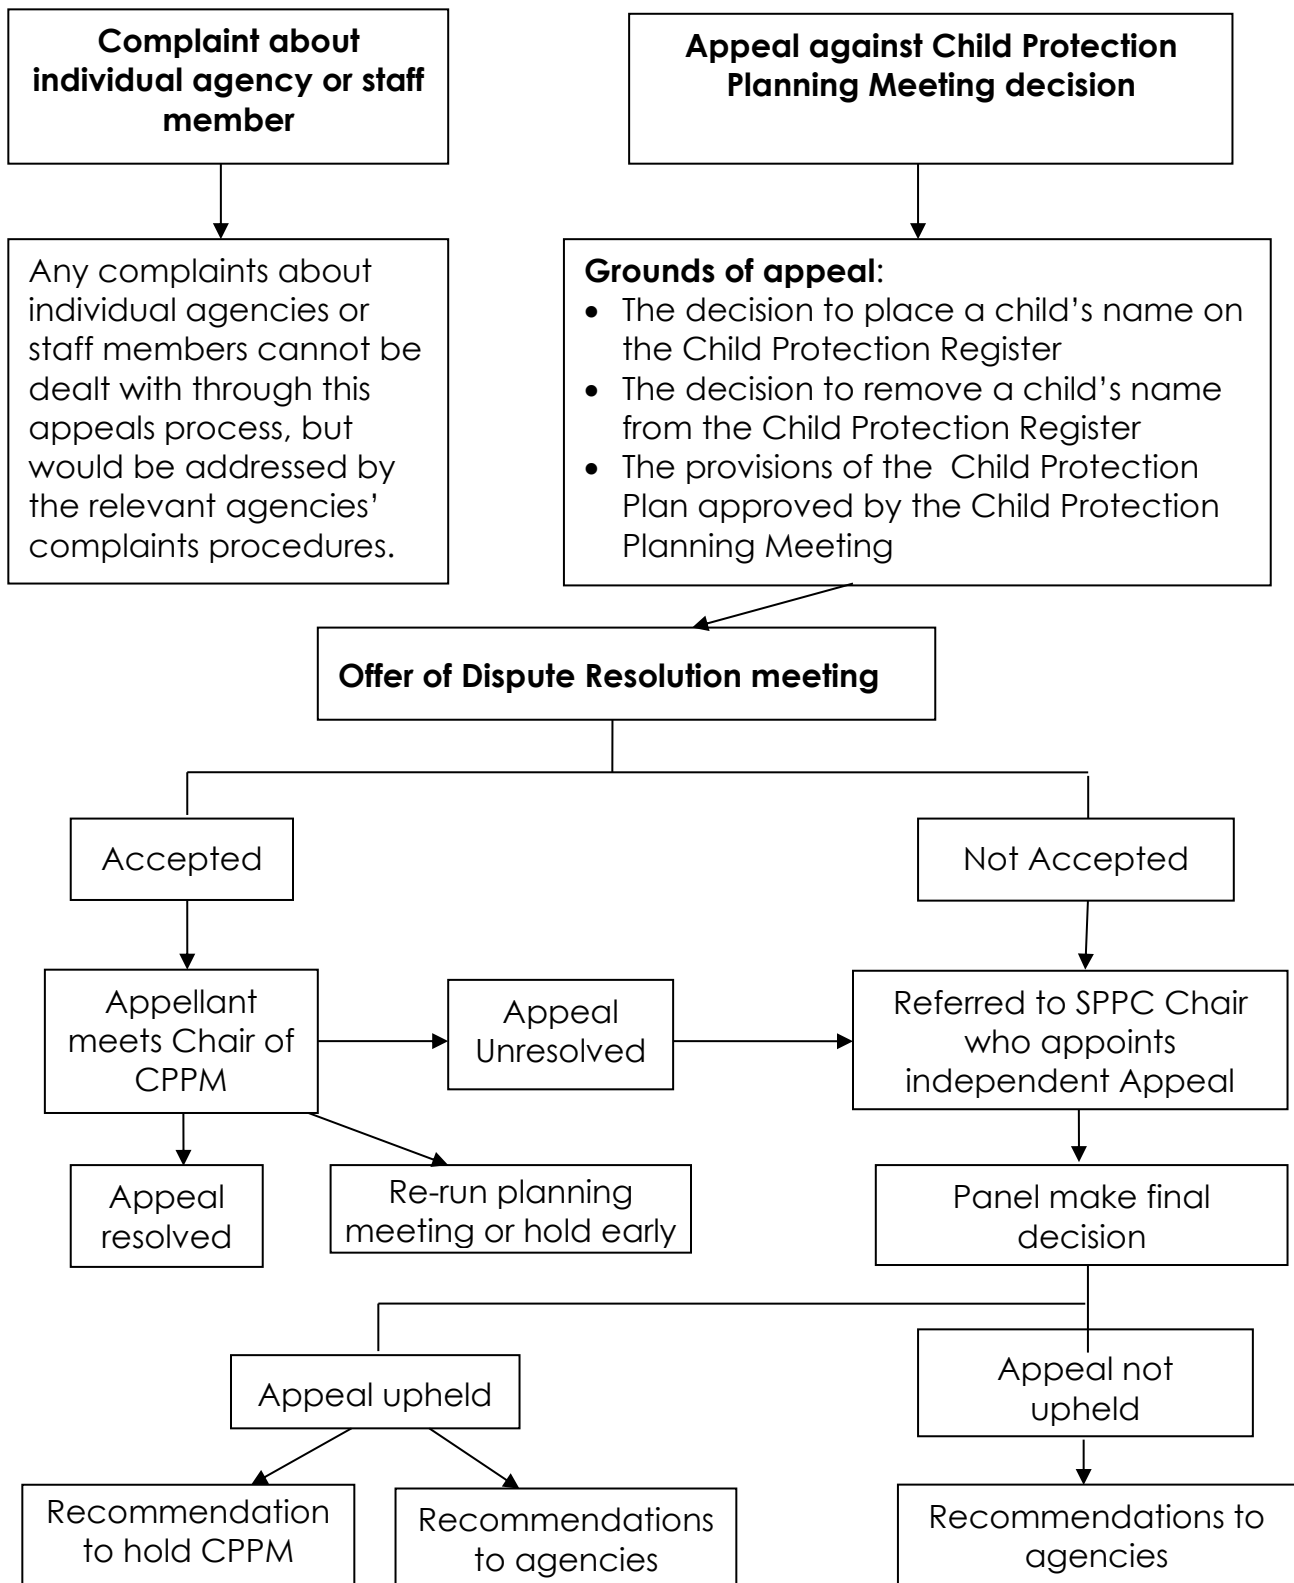 Complaint about
individual agency or staff
member
Appeal against Child Protection
Planning Meeting decision
Any complaints about
individual agencies or
staff members cannot be
dealt with through this
appeals process, but
would be addressed by
the relevant agencies’
complaints procedures.
Grounds of appeal:
• The decision to place a child’s name on
the Child Protection Register
• The decision to remove a child’s name
from the Child Protection Register
• The provisions of the Child Protection
Plan approved by the Child Protection
Planning Meeting
Offer of Dispute Resolution meeting
Accepted
Not Accepted
Appellant
meets Chair of
CPPM
Appeal
Unresolved
Referred to SPPC Chair
who appoints
independent Appeal
Appeal
resolved
Re-run planning
meeting or hold early
Panel make final
decision
Appeal upheld
Appeal not
upheld
Recommendation
to hold CPPM
Recommendations
to agencies
Recommendations to
agencies